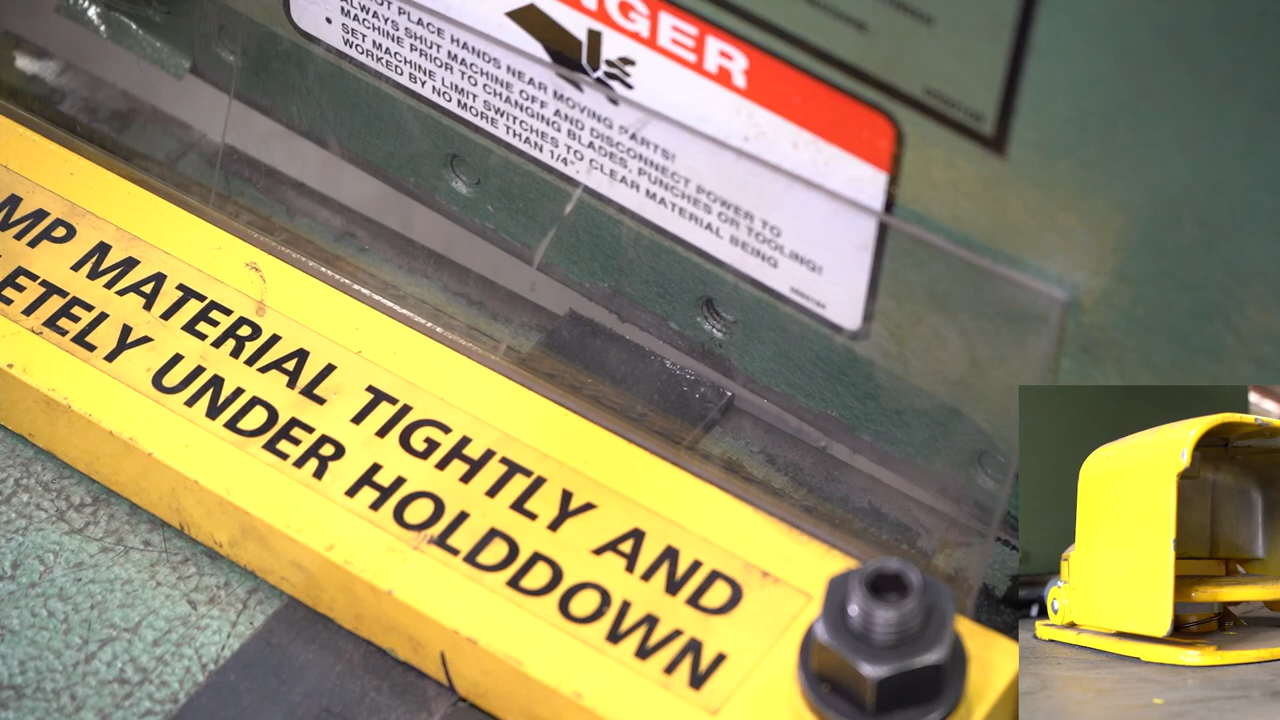 NGER
NOT PLACE HANDS NEAR MOVING PARTS!
ALWAYS SHUT MACHINE OFF AND DISCONNECT POWER TO
MACHINE PRIOR TO CHANGING BLADES, PUNCHES OR TOOLING!
SET MACHINE LIMIT SWITCHES TO CLEAR MATERIAL BEING
WORKED BY NO MORE THAN 1/4".
MP MATERIAL TIGHTLY AND
LETELY UNDER HOLDDOWN